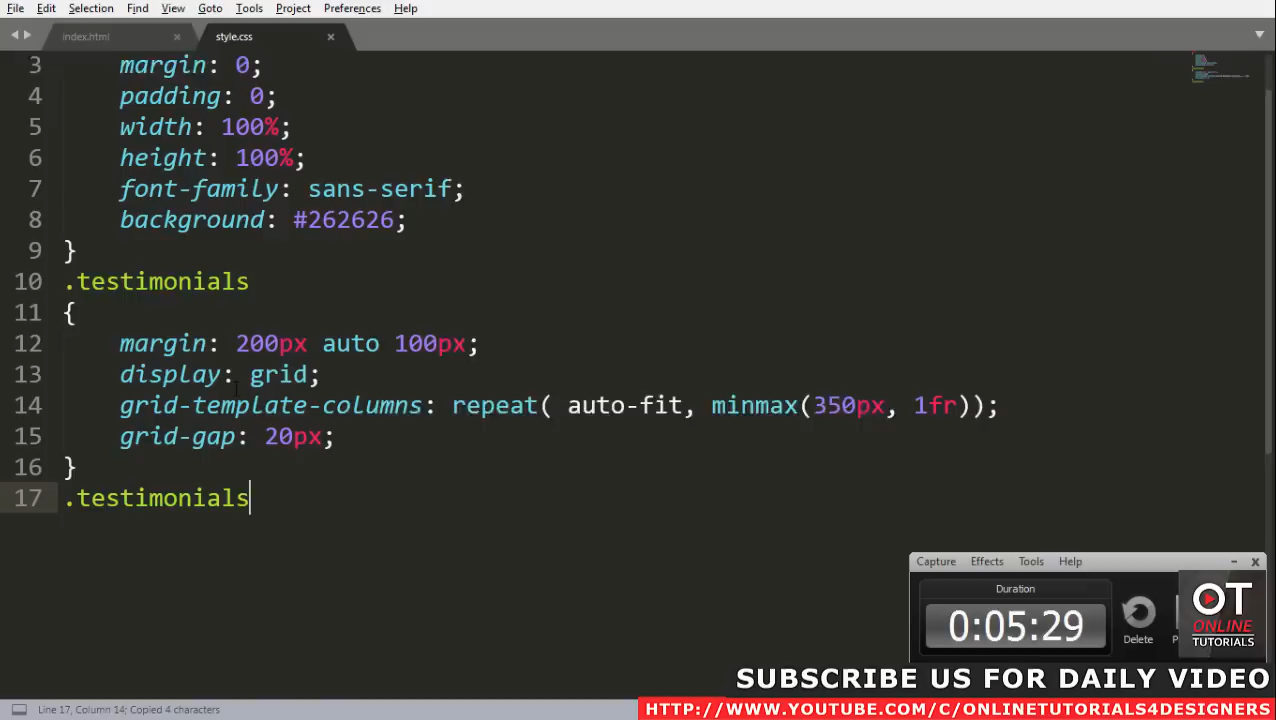 File Edit Selection Find View Goto Tools Project Preferences Help
index.html × style.css ×
3 margin: 0;
4 padding: 0;
5 width: 100%;
6 height: 100%;
7 font-family: sans-serif;
8 background: #262626;
9 }
10 .testimonials
11 {
12 margin: 200px auto 100px;
13 display: grid;
14 grid-template-columns: repeat( auto-fit, minmax(350px, 1fr));
15 grid-gap: 20px;
16 }
17 .testimonials
Capture Effects Tools Help
Duration
0:05:29
Delete
OT
ONLINE
TUTORIALS
SUBSCRIBE US FOR DAILY VIDEO
Line 17, Column 14; Copied 4 characters
HTTP://WWW.YOUTUBE.COM/C/ONLINETUTORIALS4DESIGNERS